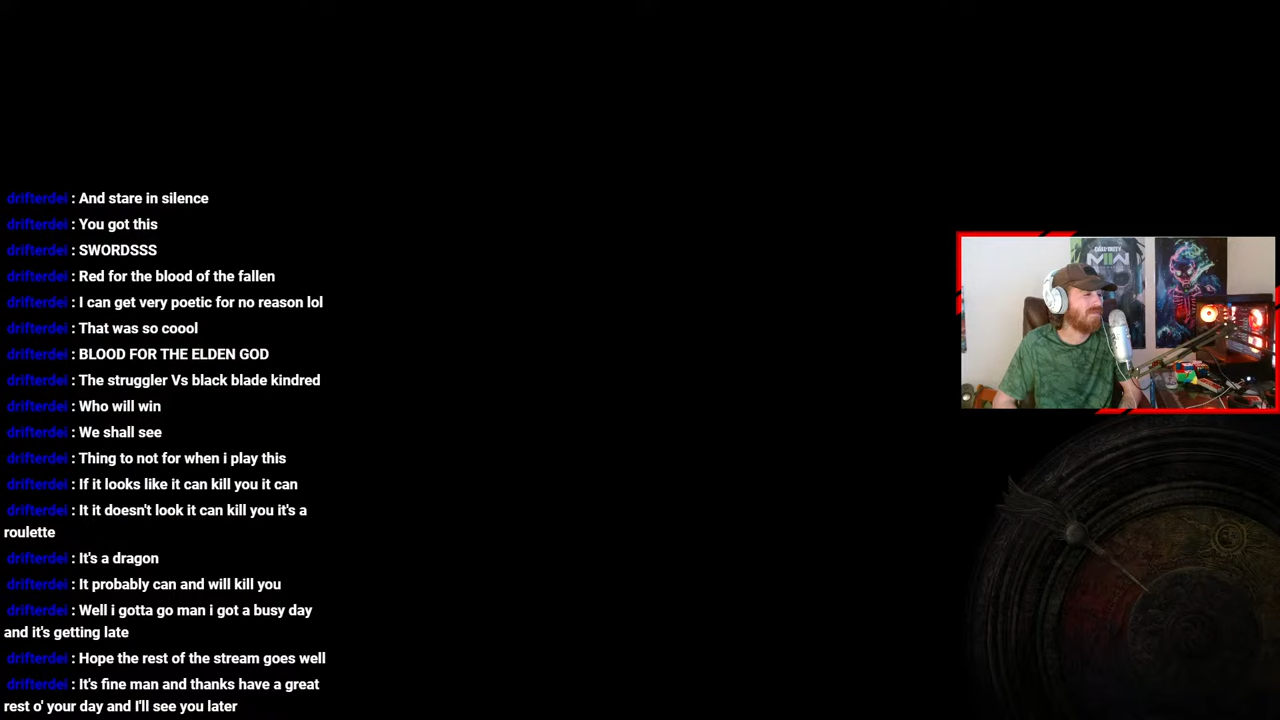 drifterdei : And stare in silence
drifterdei : You got this
drifterdei : SWORDSSS
drifterdei : Red for the blood of the fallen
drifterdei : I can get very poetic for no reason lol
drifterdei : That was so coool
drifterdei : BLOOD FOR THE ELDEN GOD
drifterdei : The struggler Vs black blade kindred
drifterdei : Who will win
drifterdei : We shall see
drifterdei : Thing to not for when i play this
drifterdei : If it looks like it can kill you it can
drifterdei : It it doesn't look it can kill you it's a
roulette
drifterdei : It's a dragon
drifterdei : It probably can and will kill you
drifterdei : Well i gotta go man i got a busy day
and it's getting late
drifterdei : Hope the rest of the stream goes well
drifterdei : It's fine man and thanks have a great
rest o' your day and I'll see you later
CALL OF DUTY
MWII